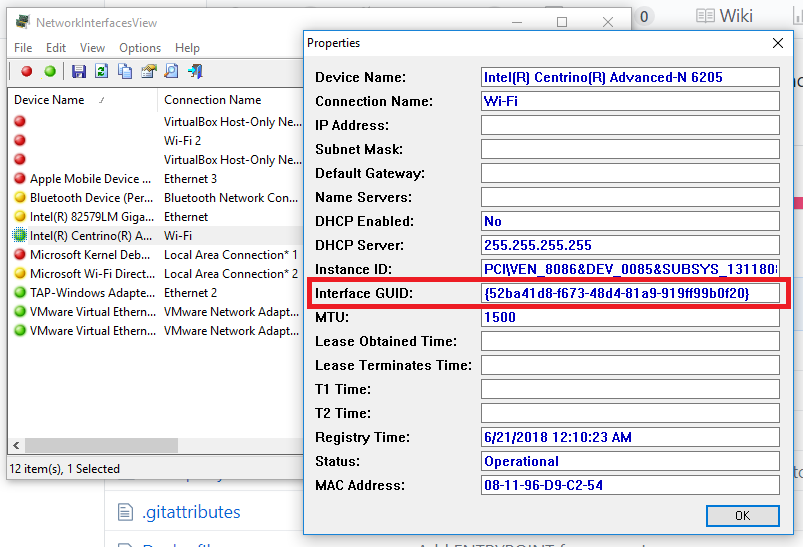 NetworkInterfacesView
0
Wiki
File Edit View Options Help
Device Name Connection Name
VirtualBox Host-Only Ne...
Wi-Fi 2
VirtualBox Host-Only Ne...
Apple Mobile Device ... Ethernet 3
Bluetooth Device (Per... Bluetooth Network Con...
Intel(R) 82579LM Giga... Ethernet
Intel(R) Centrino(R) A... Wi-Fi
Microsoft Kernel Deb... Local Area Connection* 1
Microsoft Wi-Fi Direct... Local Area Connection* 2
TAP-Windows Adapte... Ethernet 2
VMware Virtual Ethern... VMware Network Adapt...
VMware Virtual Ethern... VMware Network Adapt...
12 item(s), 1 Selected
.gitattributes
Properties
Device Name: Intel(R) Centrino(R) Advanced-N 6205
Connection Name: Wi-Fi
IP Address:
Subnet Mask:
Default Gateway:
Name Servers:
DHCP Enabled: No
DHCP Server: 255.255.255.255
Instance ID: PCI\VEN_8086&DEV_0085&SUBSYS_1311808
Interface GUID: {52ba41d8-f673-48d4-81a9-919ff99b0f20}
MTU: 1500
Lease Obtained Time:
Lease Terminates Time:
T1 Time:
T2 Time:
Registry Time: 6/21/2018 12:10:23 AM
Status: Operational
MAC Address: 08-11-96-D9-C2-54
OK